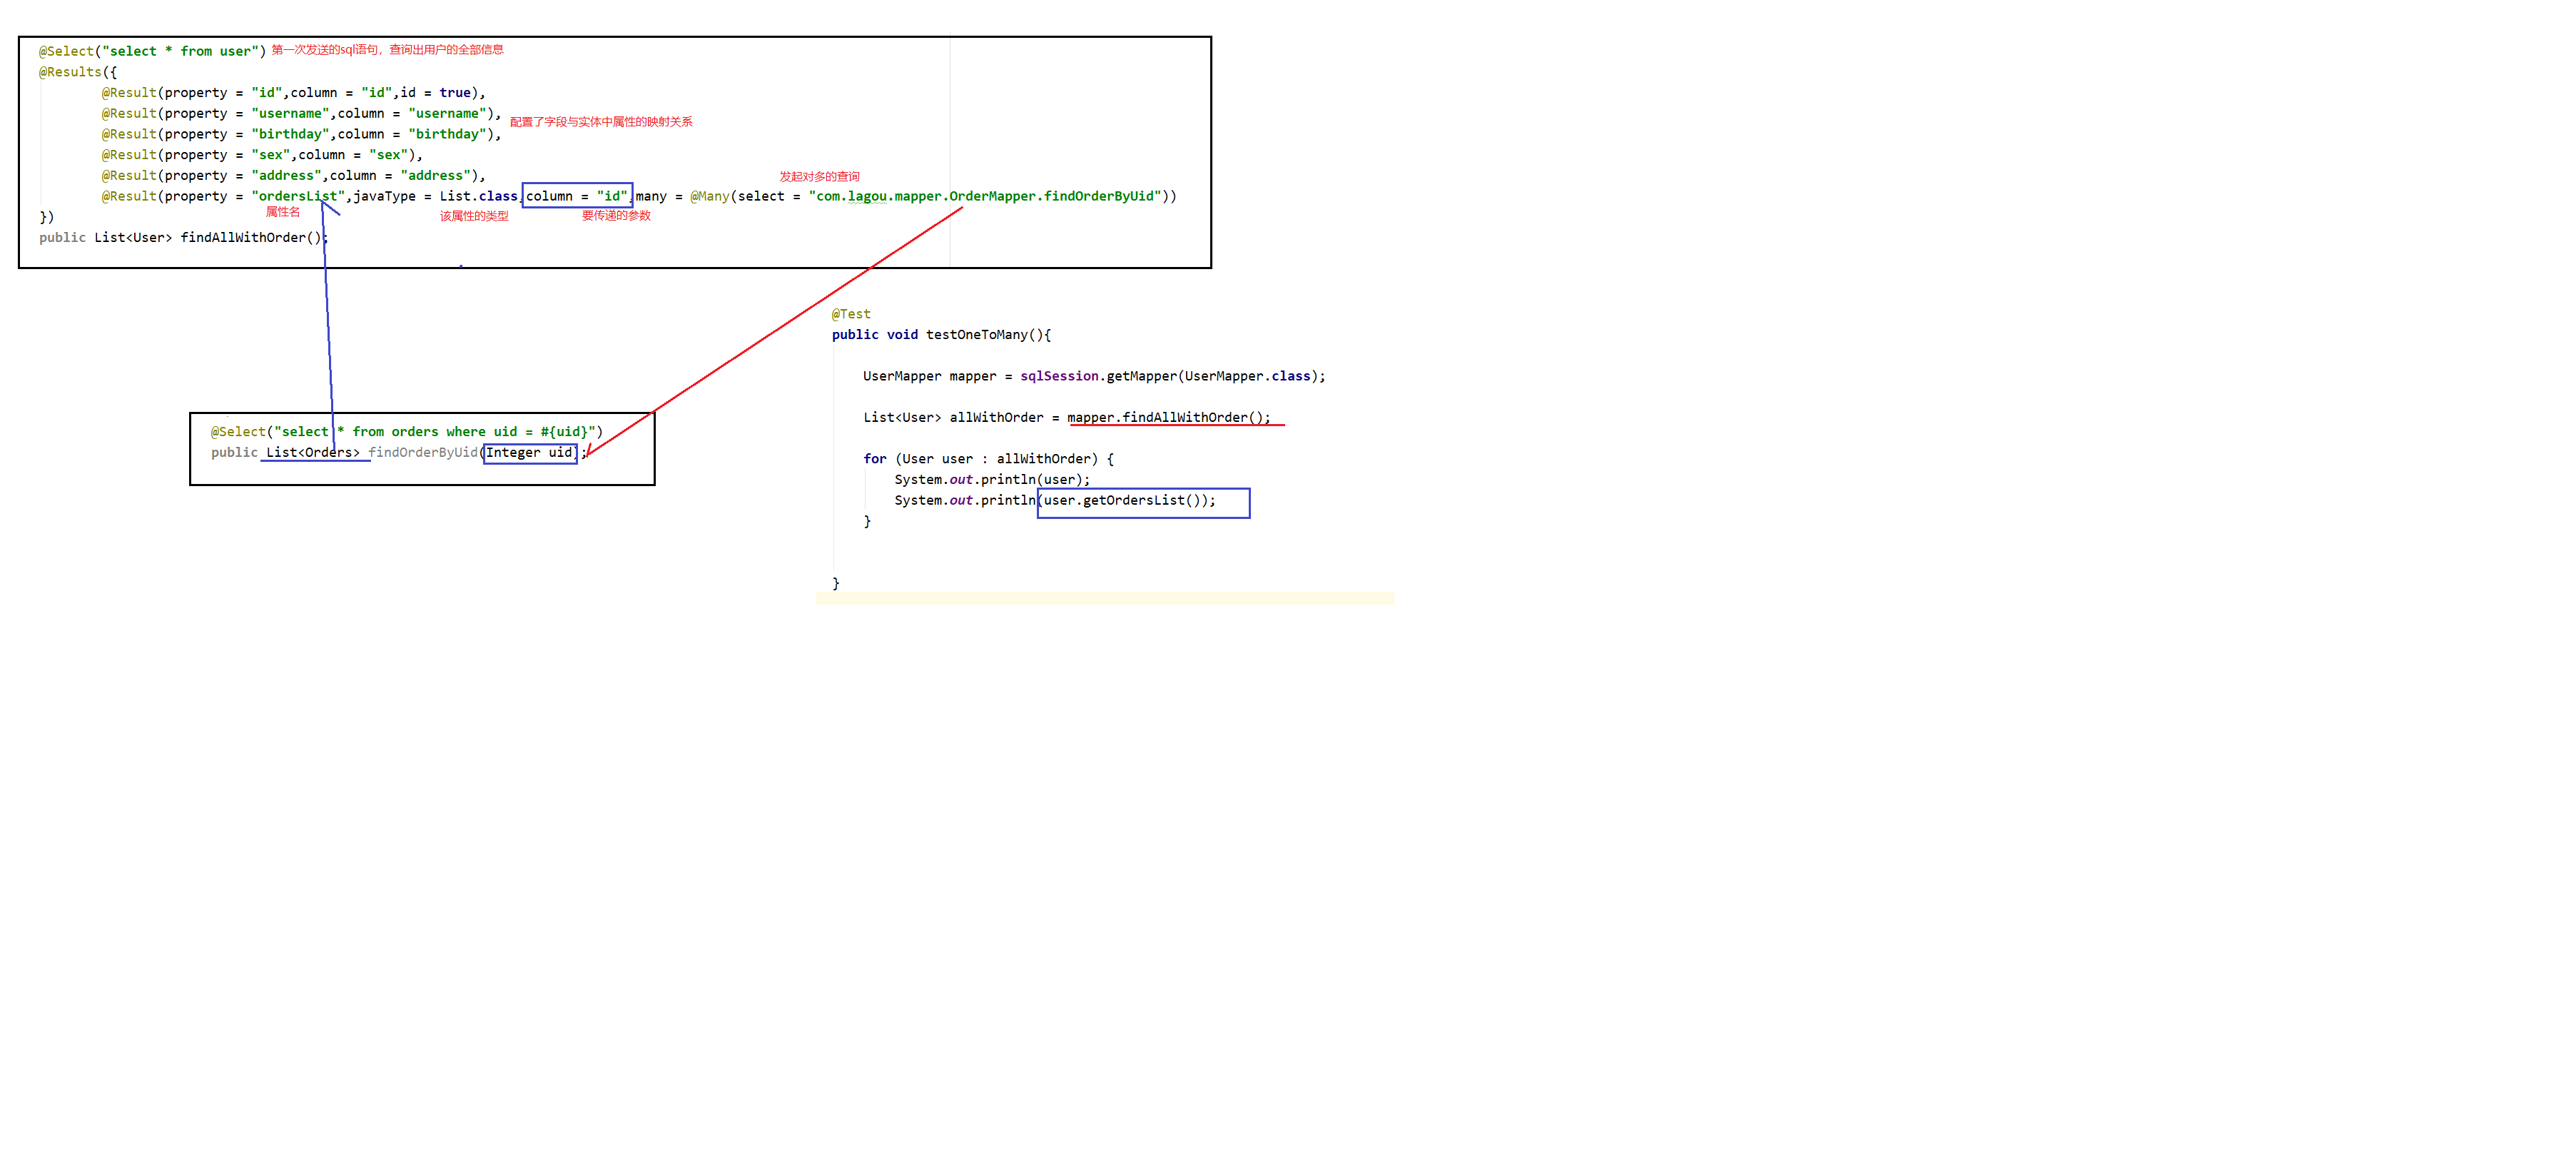 @Select("select * from user") 第一次发送的sql语句，查询出用户的全部信息
@Results({
@Result(property = "id",column = "id",id = true),
@Result(property = "username",column = "username"),
配置了字段与实体中属性的映射关系
@Result(property = "birthday",column = "birthday"),
@Result(property = "sex",column = "sex"),
@Result(property = "address",column = "address"),
发起对多的查询
@Result(property = "ordersList",javaType = List.class,column = "id",many = @Many(select = "com.lagou.mapper.OrderMapper.findOrderByUid"))
属性名 该属性的类型 要传递的参数
})
public List<User> findAllWithOrder();
@Select("select * from orders where uid = #{uid}")
public List<Orders> findOrderByUid(Integer uid);
@Test
public void testOneToMany(){
UserMapper mapper = sqlSession.getMapper(UserMapper.class);
List<User> allWithOrder = mapper.findAllWithOrder();
for (User user : allWithOrder) {
System.out.println(user);
System.out.println(user.getOrdersList());
}
}